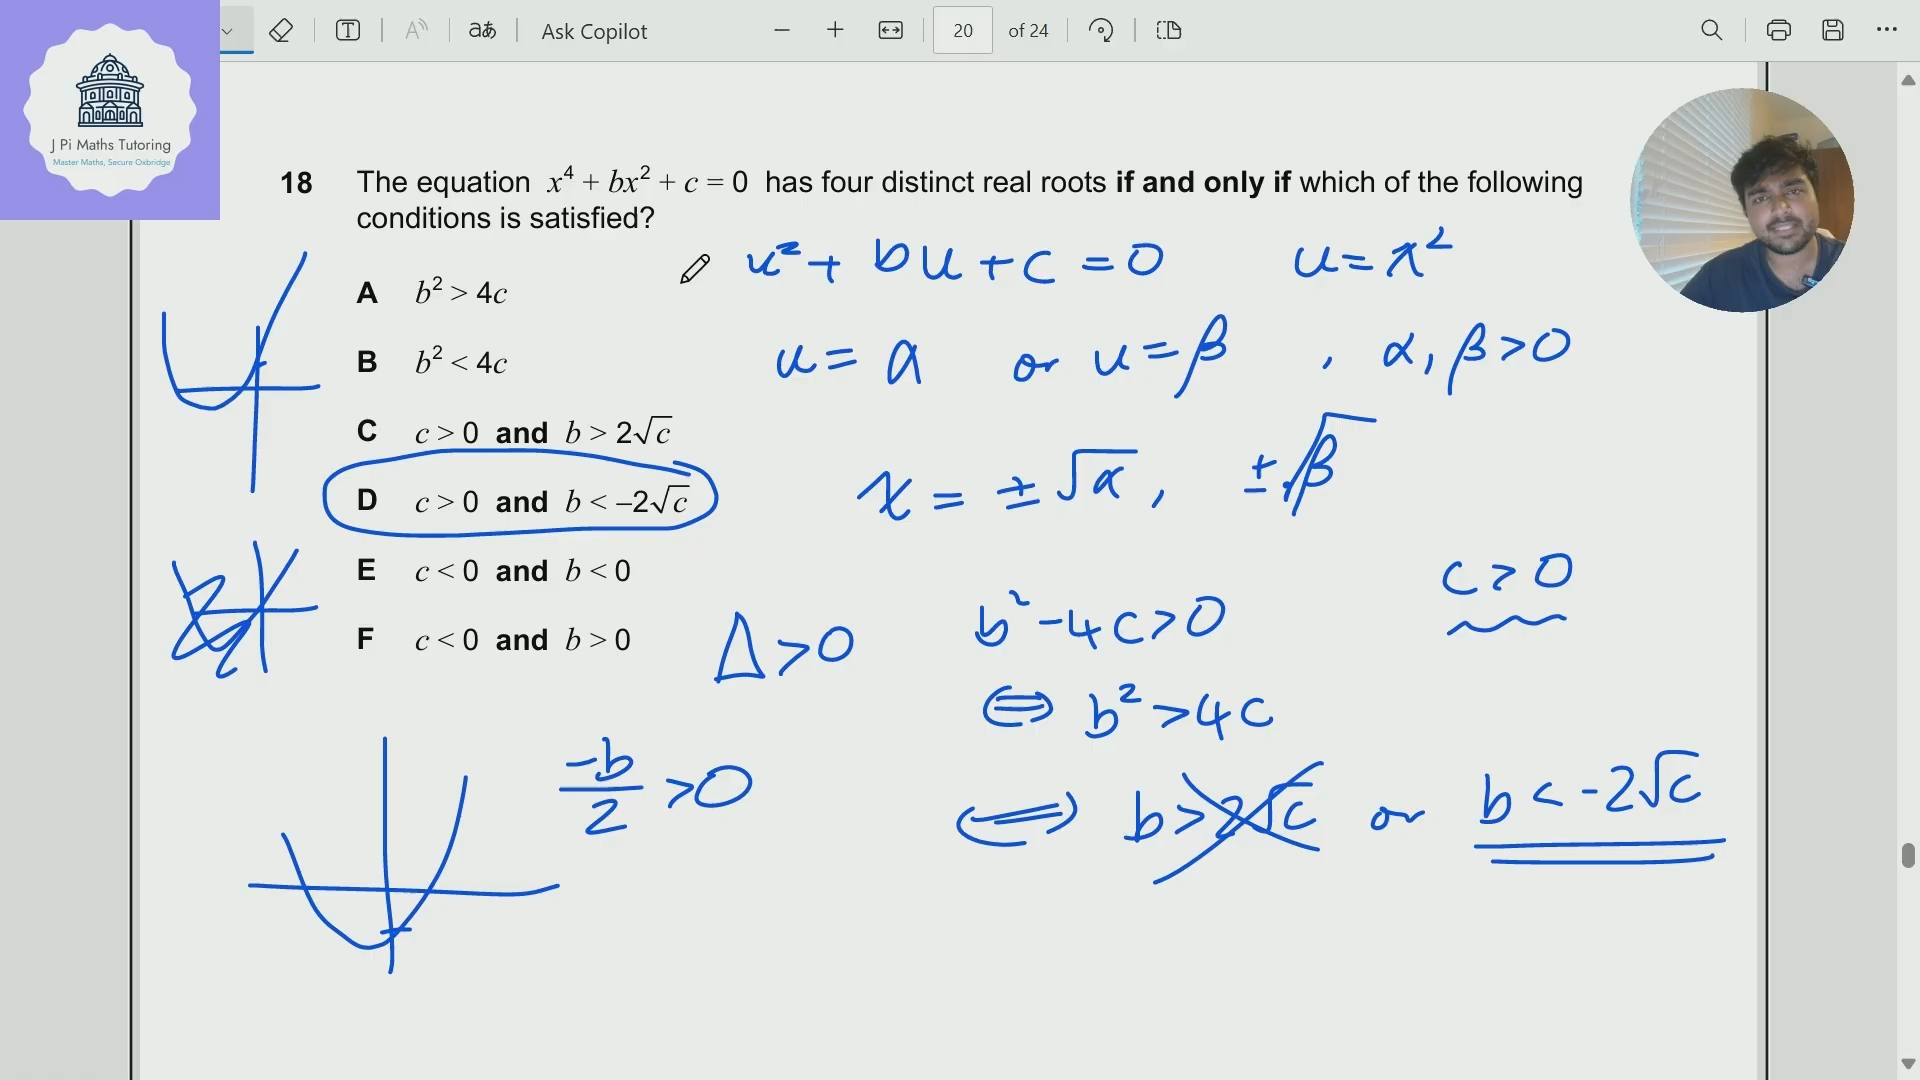 Ask Copilot
20 of 24
J Pi Maths Tutoring
Master Maths, Secure Oxbridge
18 The equation x⁴ + bx² + c = 0 has four distinct real roots if and only if which of the following
conditions is satisfied?
u² + bu + c = 0 u = x²
A b² > 4c
B b² < 4c
u = α or u = β , α, β > 0
C c > 0 and b > 2√c
D c > 0 and b < −2√c
x = ±√α, ±√β
E c < 0 and b < 0
F c < 0 and b > 0
c > 0
Δ > 0 b² - 4c > 0
⇔ b² > 4c
-b/2 > 0
⇔ b > 2√c or b < -2√c